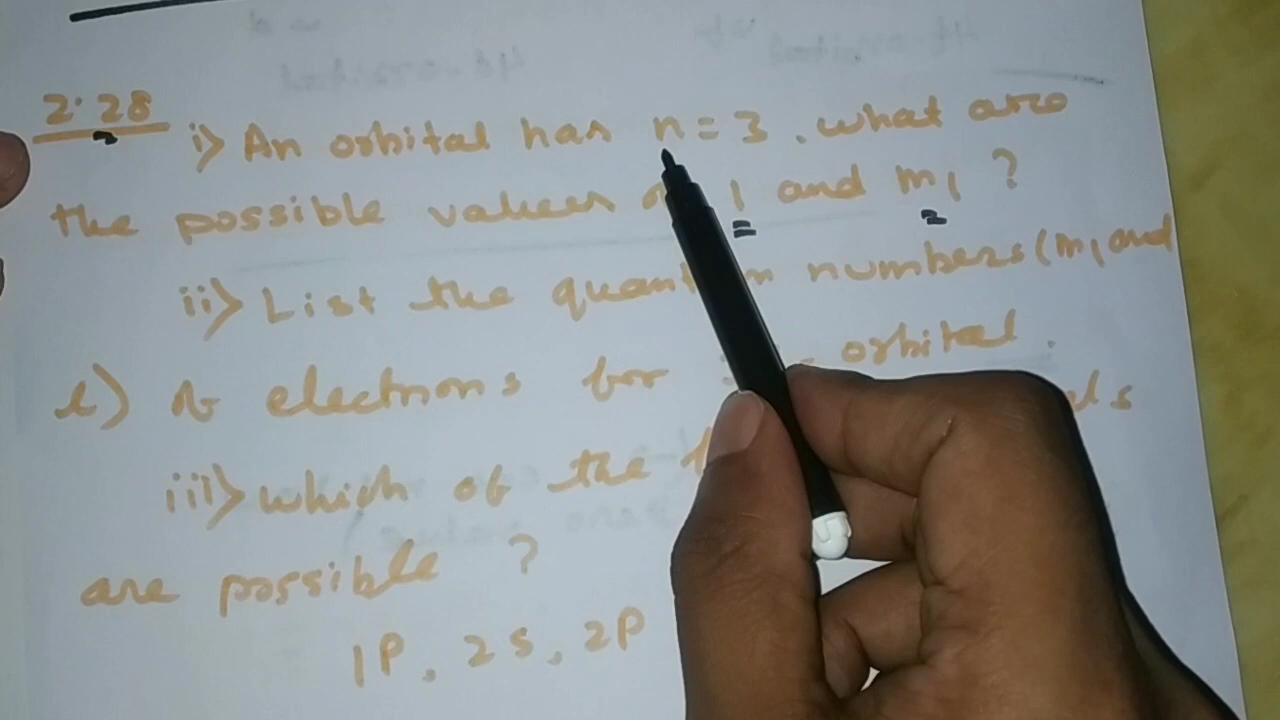 2.28 i) An orbital has n = 3. what are
the possible values l and ml ?
ii) List the numbers (ml and
l) of electrons for orbital.
iii) which of the
are possible ?
1P, 2s, 2P